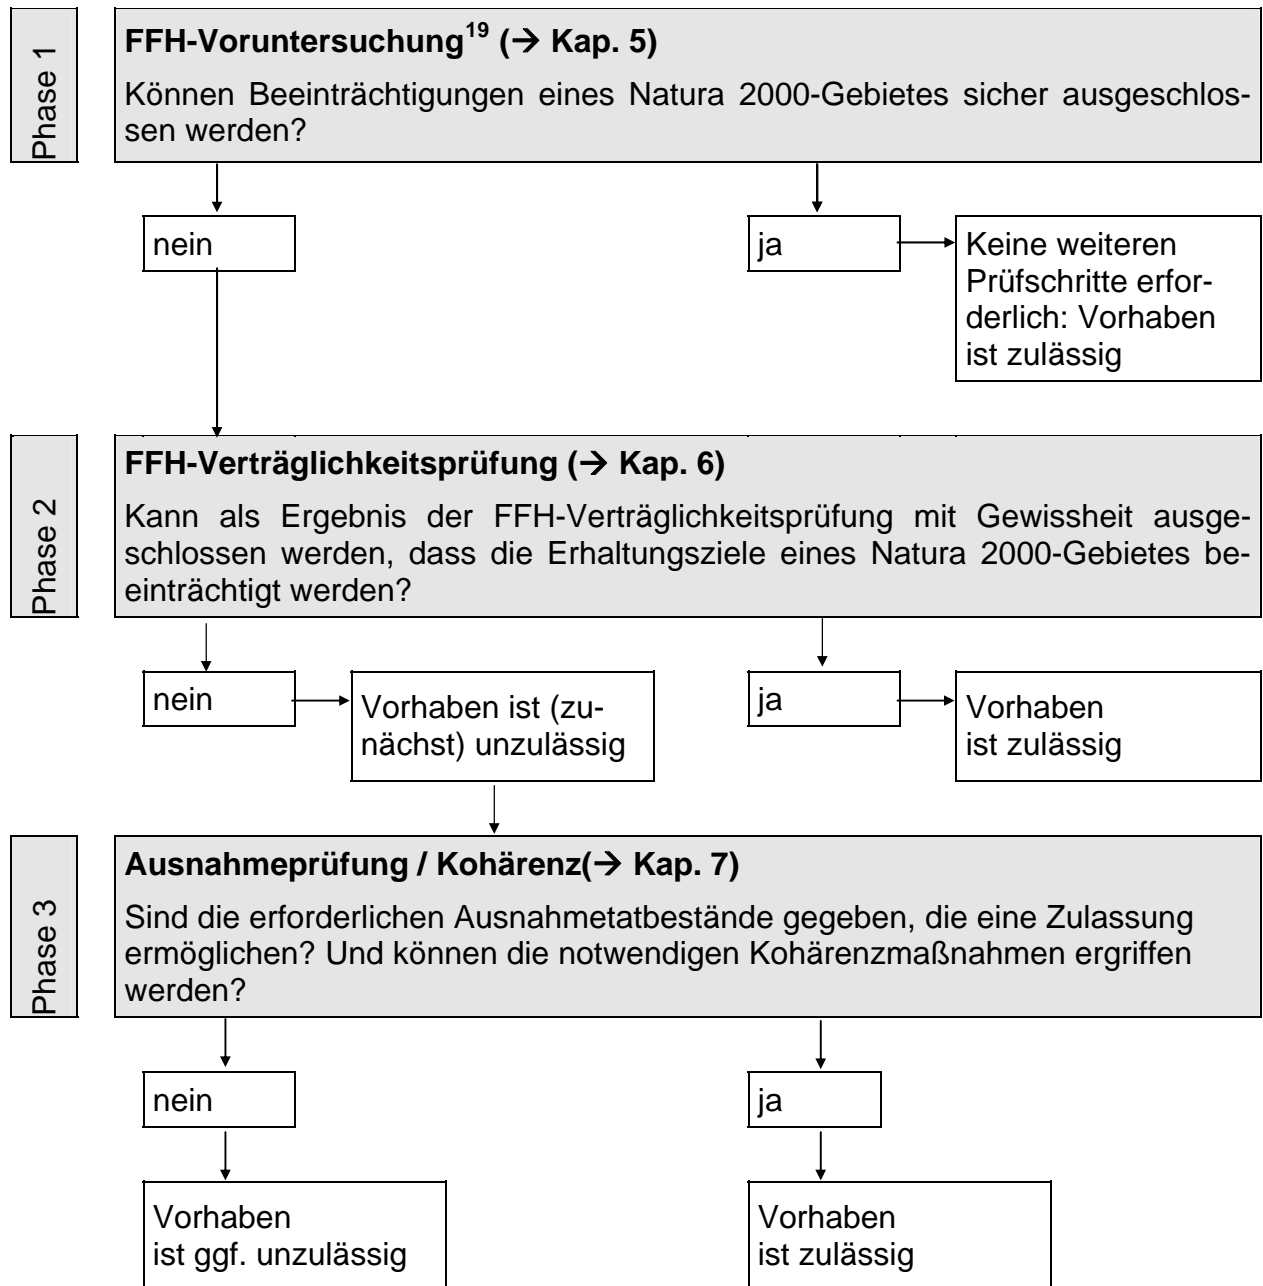 Phase 1
FFH-Voruntersuchung19 (→ Kap. 5)
Können Beeinträchtigungen eines Natura 2000-Gebietes sicher ausgeschlos-
sen werden?
nein
ja
Keine weiteren
Prüfschritte erfor-
derlich: Vorhaben
ist zulässig
Phase 2
FFH-Verträglichkeitsprüfung (→ Kap. 6)
Kann als Ergebnis der FFH-Verträglichkeitsprüfung mit Gewissheit ausge-
schlossen werden, dass die Erhaltungsziele eines Natura 2000-Gebietes be-
einträchtigt werden?
nein
Vorhaben ist (zu-
nächst) unzulässig
ja
Vorhaben
ist zulässig
Phase 3
Ausnahmeprüfung / Kohärenz(→ Kap. 7)
Sind die erforderlichen Ausnahmetatbestände gegeben, die eine Zulassung
ermöglichen? Und können die notwendigen Kohärenzmaßnahmen ergriffen
werden?
nein
ja
Vorhaben
ist ggf. unzulässig
Vorhaben
ist zulässig